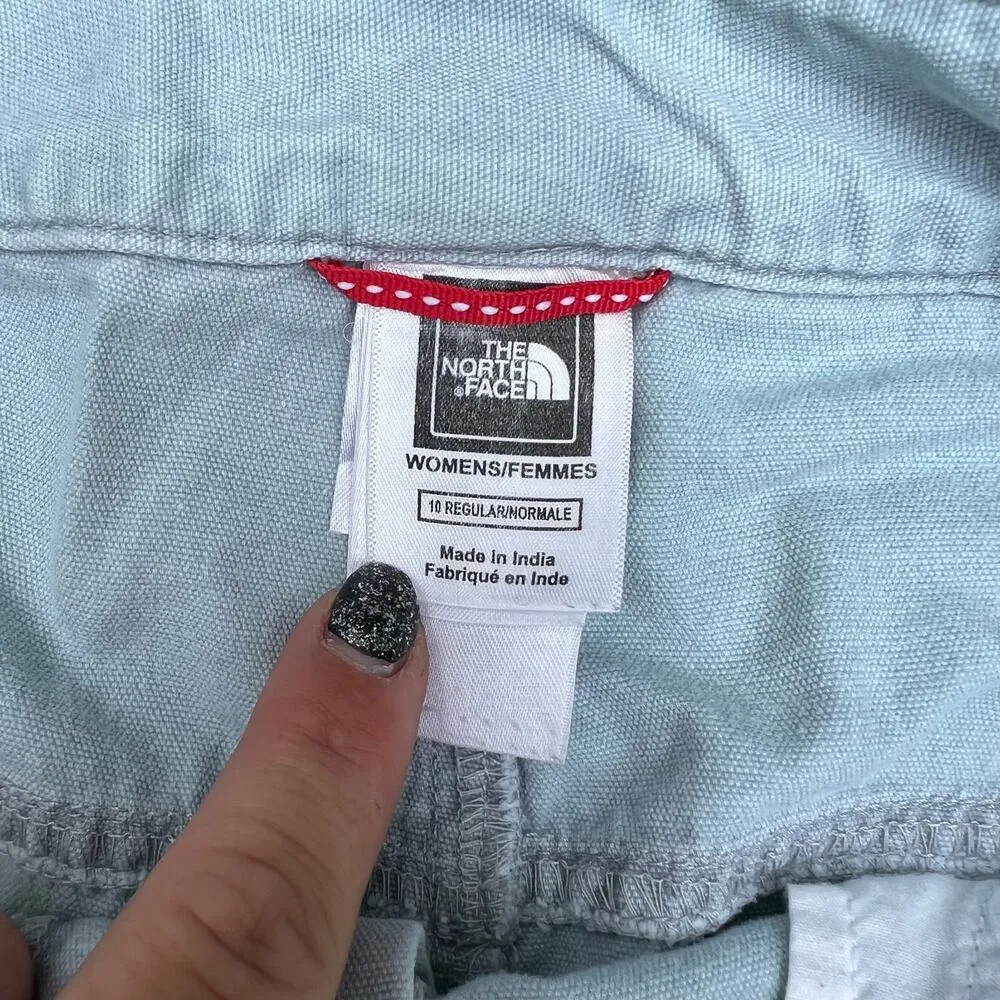 THE
NORTH
FACE
WOMENS/FEMMES
10 REGULAR/NORMALE
Made In India
Fabriqué en Inde